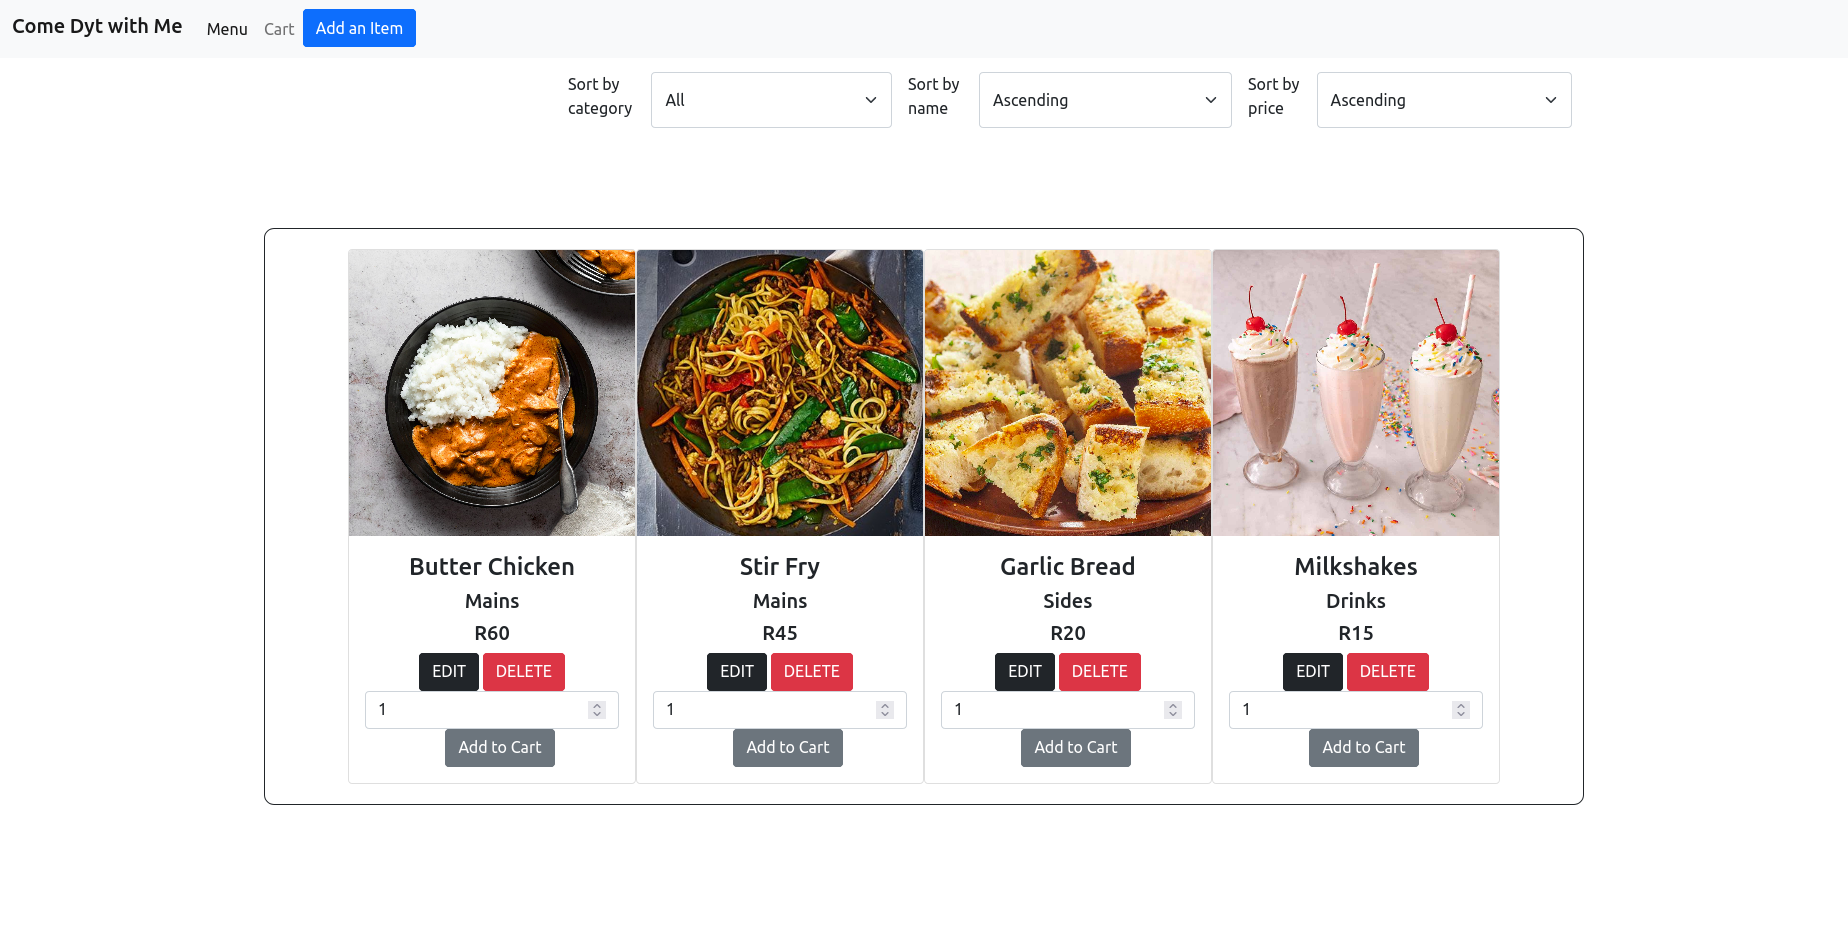 Come Dyt with Me Menu Cart Add an Item
Sort by category All Sort by name Ascending Sort by price Ascending
Butter Chicken
Mains
R60
EDIT DELETE
1
Add to Cart
Stir Fry
Mains
R45
EDIT DELETE
1
Add to Cart
Garlic Bread
Sides
R20
EDIT DELETE
1
Add to Cart
Milkshakes
Drinks
R15
EDIT DELETE
1
Add to Cart